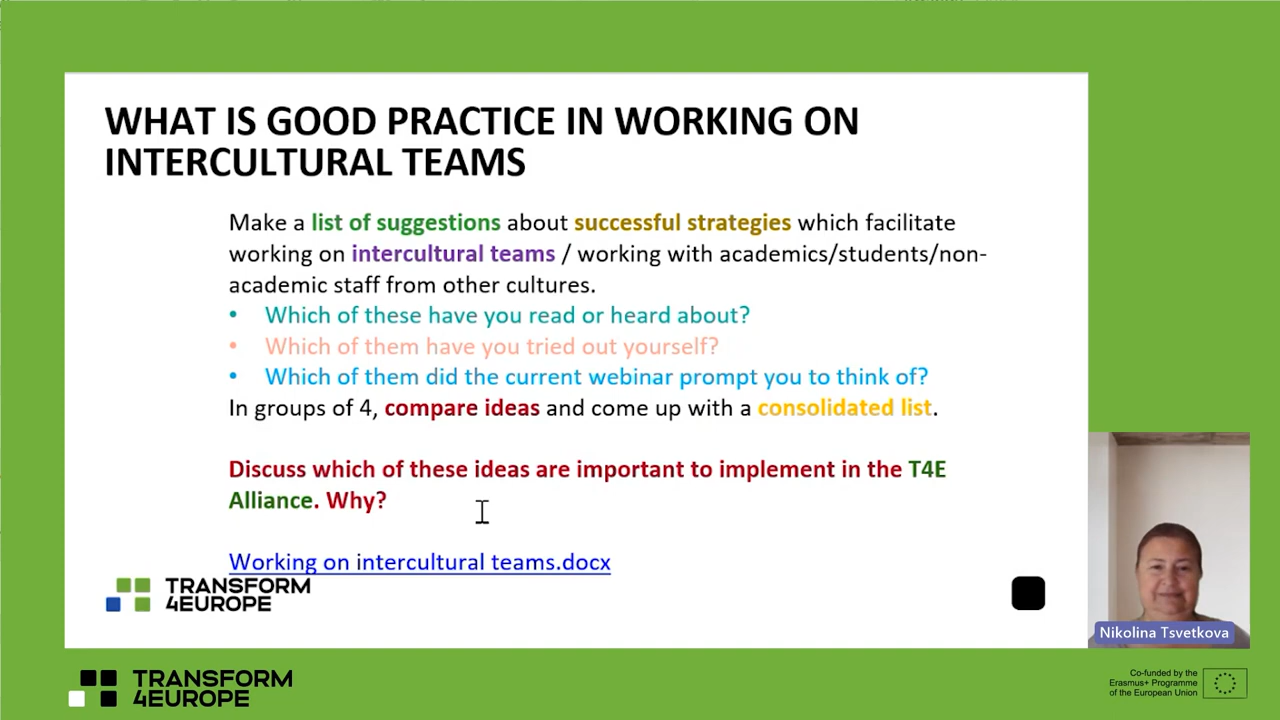 WHAT IS GOOD PRACTICE IN WORKING ON
INTERCULTURAL TEAMS
Make a list of suggestions about successful strategies which facilitate
working on intercultural teams / working with academics/students/non-
academic staff from other cultures.
• Which of these have you read or heard about?
• Which of them have you tried out yourself?
• Which of them did the current webinar prompt you to think of?
In groups of 4, compare ideas and come up with a consolidated list.
Discuss which of these ideas are important to implement in the T4E
Alliance. Why?
Working on intercultural teams.docx
TRANSFORM
4EUROPE
Nikolina Tsvetkova
TRANSFORM
4EUROPE
Co-funded by the
Erasmus+ Programme
of the European Union